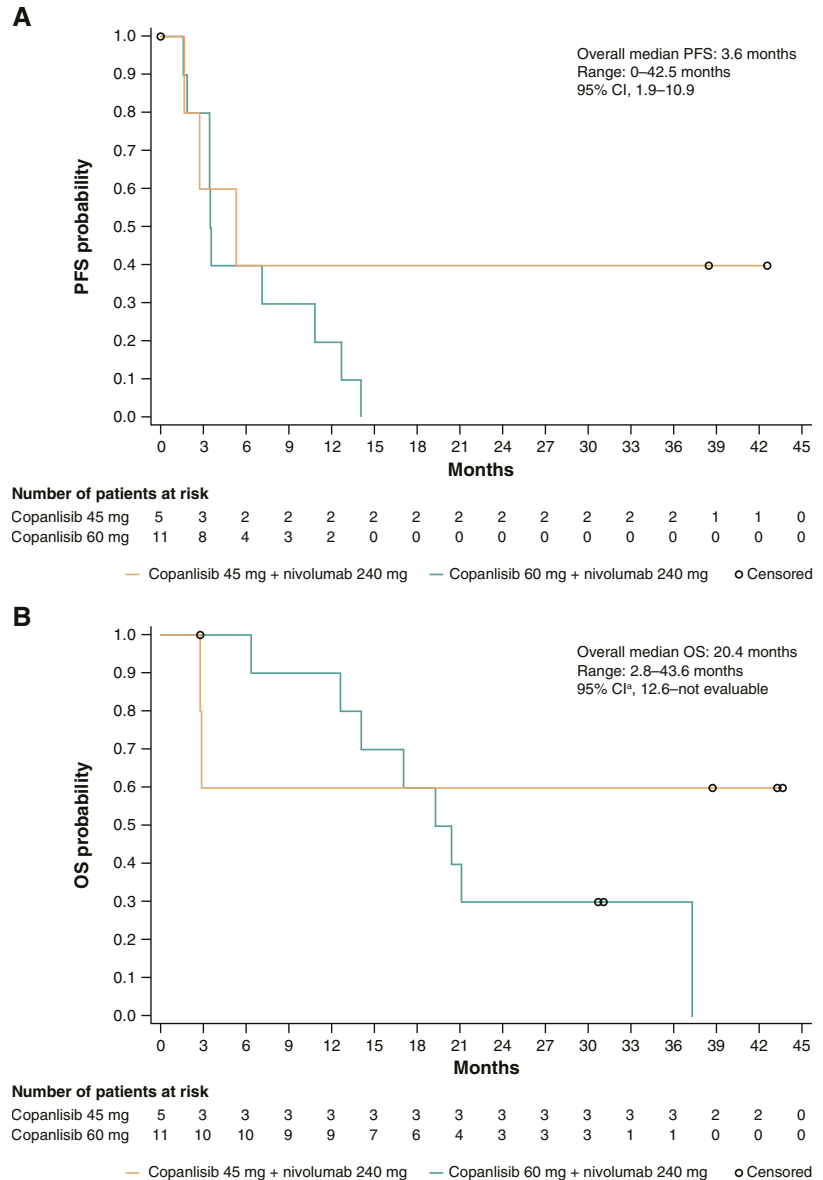 A
Overall median PFS: 3.6 months
Range: 0–42.5 months
95% CI, 1.9–10.9
PFS probability
1.0
0.9
0.8
0.7
0.6
0.5
0.4
0.3
0.2
0.1
0.0
0 3 6 9 12 15 18 21 24 27 30 33 36 39 42 45
Months
Number of patients at risk
Copanlisib 45 mg 5 3 2 2 2 2 2 2 2 2 2 2 2 1 1 0
Copanlisib 60 mg 11 8 4 3 2 0 0 0 0 0 0 0 0 0 0 0
Copanlisib 45 mg + nivolumab 240 mg Copanlisib 60 mg + nivolumab 240 mg Censored
B
Overall median OS: 20.4 months
Range: 2.8–43.6 months
95% CIᵃ, 12.6–not evaluable
OS probability
1.0
0.9
0.8
0.7
0.6
0.5
0.4
0.3
0.2
0.1
0.0
0 3 6 9 12 15 18 21 24 27 30 33 36 39 42 45
Months
Number of patients at risk
Copanlisib 45 mg 5 3 3 3 3 3 3 3 3 3 3 3 3 2 2 0
Copanlisib 60 mg 11 10 10 9 9 7 6 4 3 3 3 1 1 0 0 0
Copanlisib 45 mg + nivolumab 240 mg Copanlisib 60 mg + nivolumab 240 mg Censored